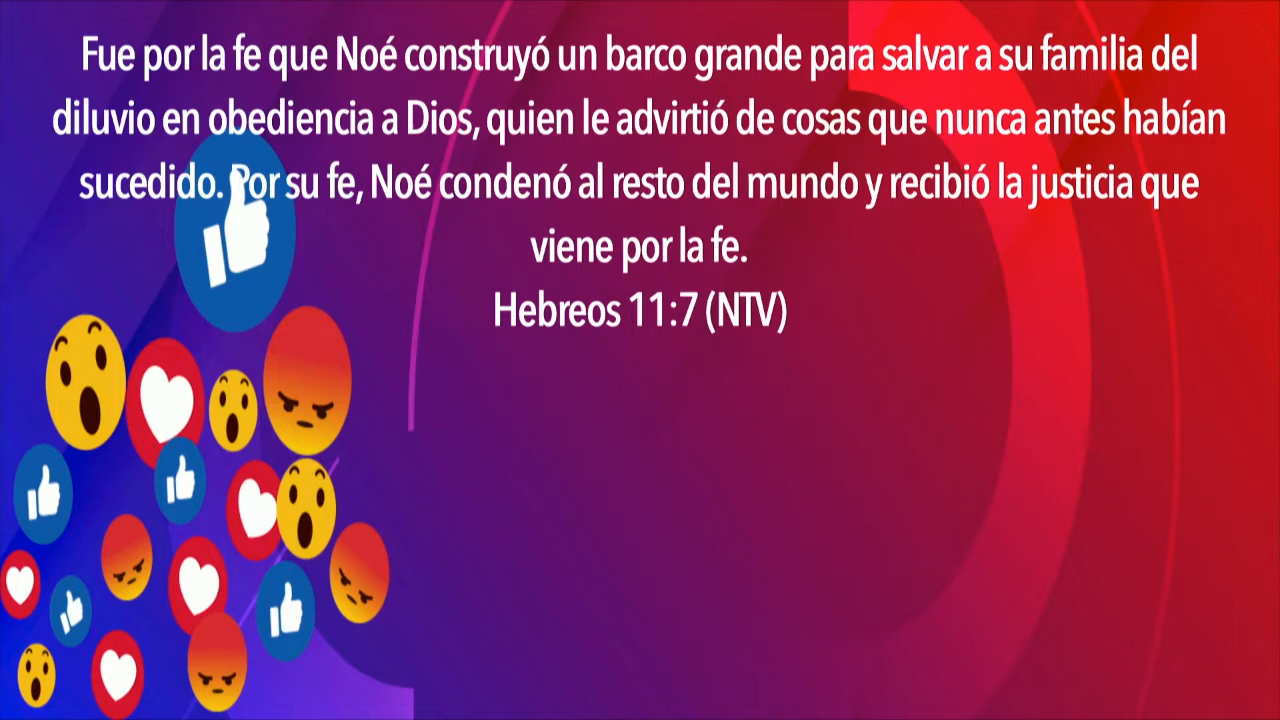 Fue por la fe que Noé construyó un barco grande para salvar a su familia del
diluvio en obediencia a Dios, quien le advirtió de cosas que nunca antes habían
sucedido. Por su fe, Noé condenó al resto del mundo y recibió la justicia que
viene por la fe.
Hebreos 11:7 (NTV)